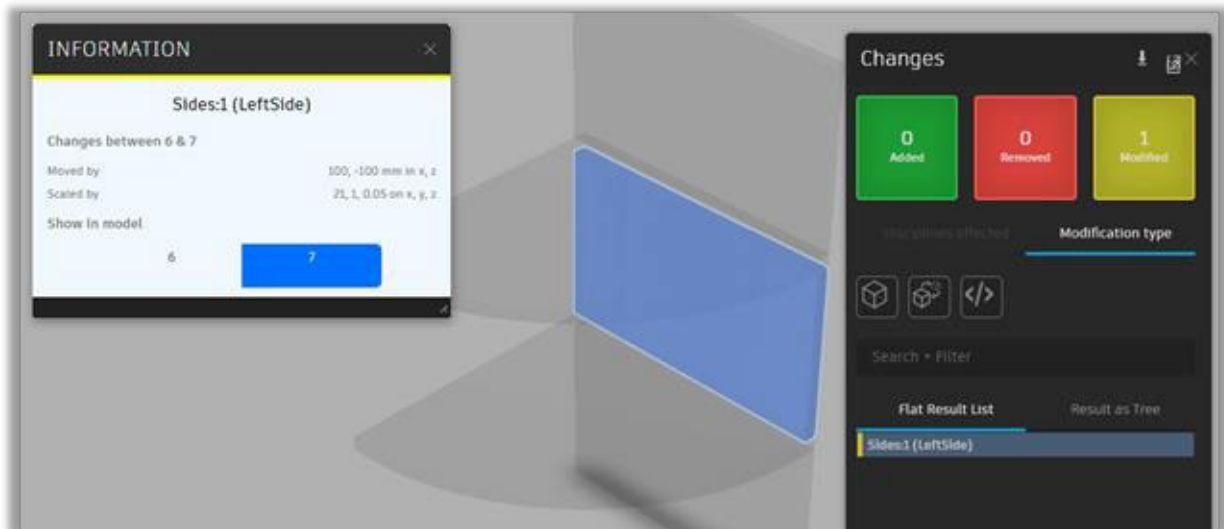 INFORMATION
Sides:1 (LeftSide)
Changes between 6 & 7
Moved by 100, -100 mm in x, z
Scaled by 21, 1, 0.05 on x, y, z
Show in model
6 7
Changes
0 0 1
Added Removed Modified
Disciplines affected Modification type
</>
Search + Filter
Flat Result List Result as Tree
Sides:1 (LeftSide)